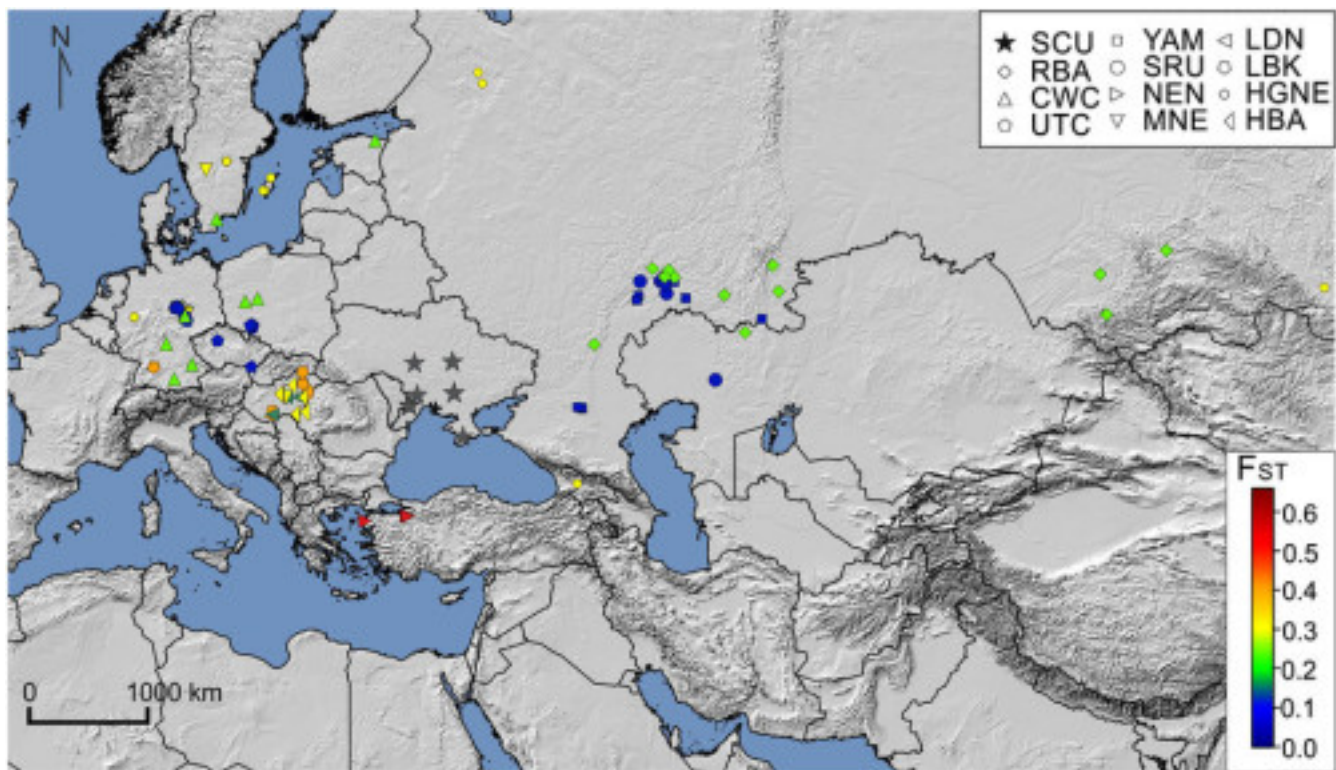 N
SCU YAM LDN
RBA SRU LBK
CWC NEN HGNE
UTC MNE HBA
0 1000 km
FST
0.6
0.5
0.4
0.3
0.2
0.1
0.0